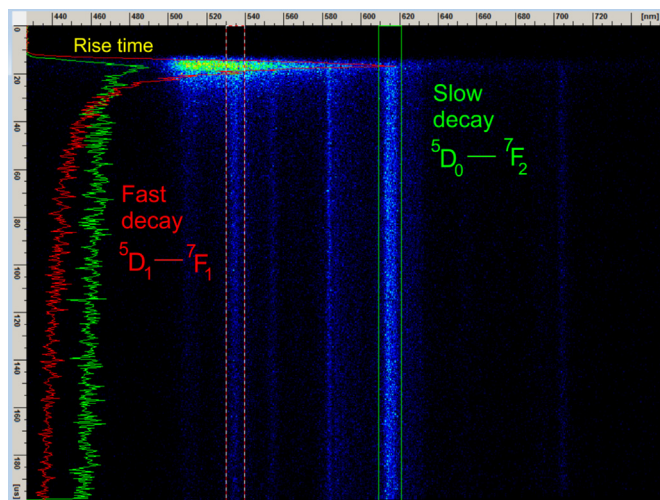 440 460 480 500 520 540 560 580 600 620 640 660 680 700 720 [nm]
0
Rise time
20
40
60
80
100
120
140
160
180
[us]
Slow
decay
⁵D₀ — ⁷F₂
Fast
decay
⁵D₁ — ⁷F₁